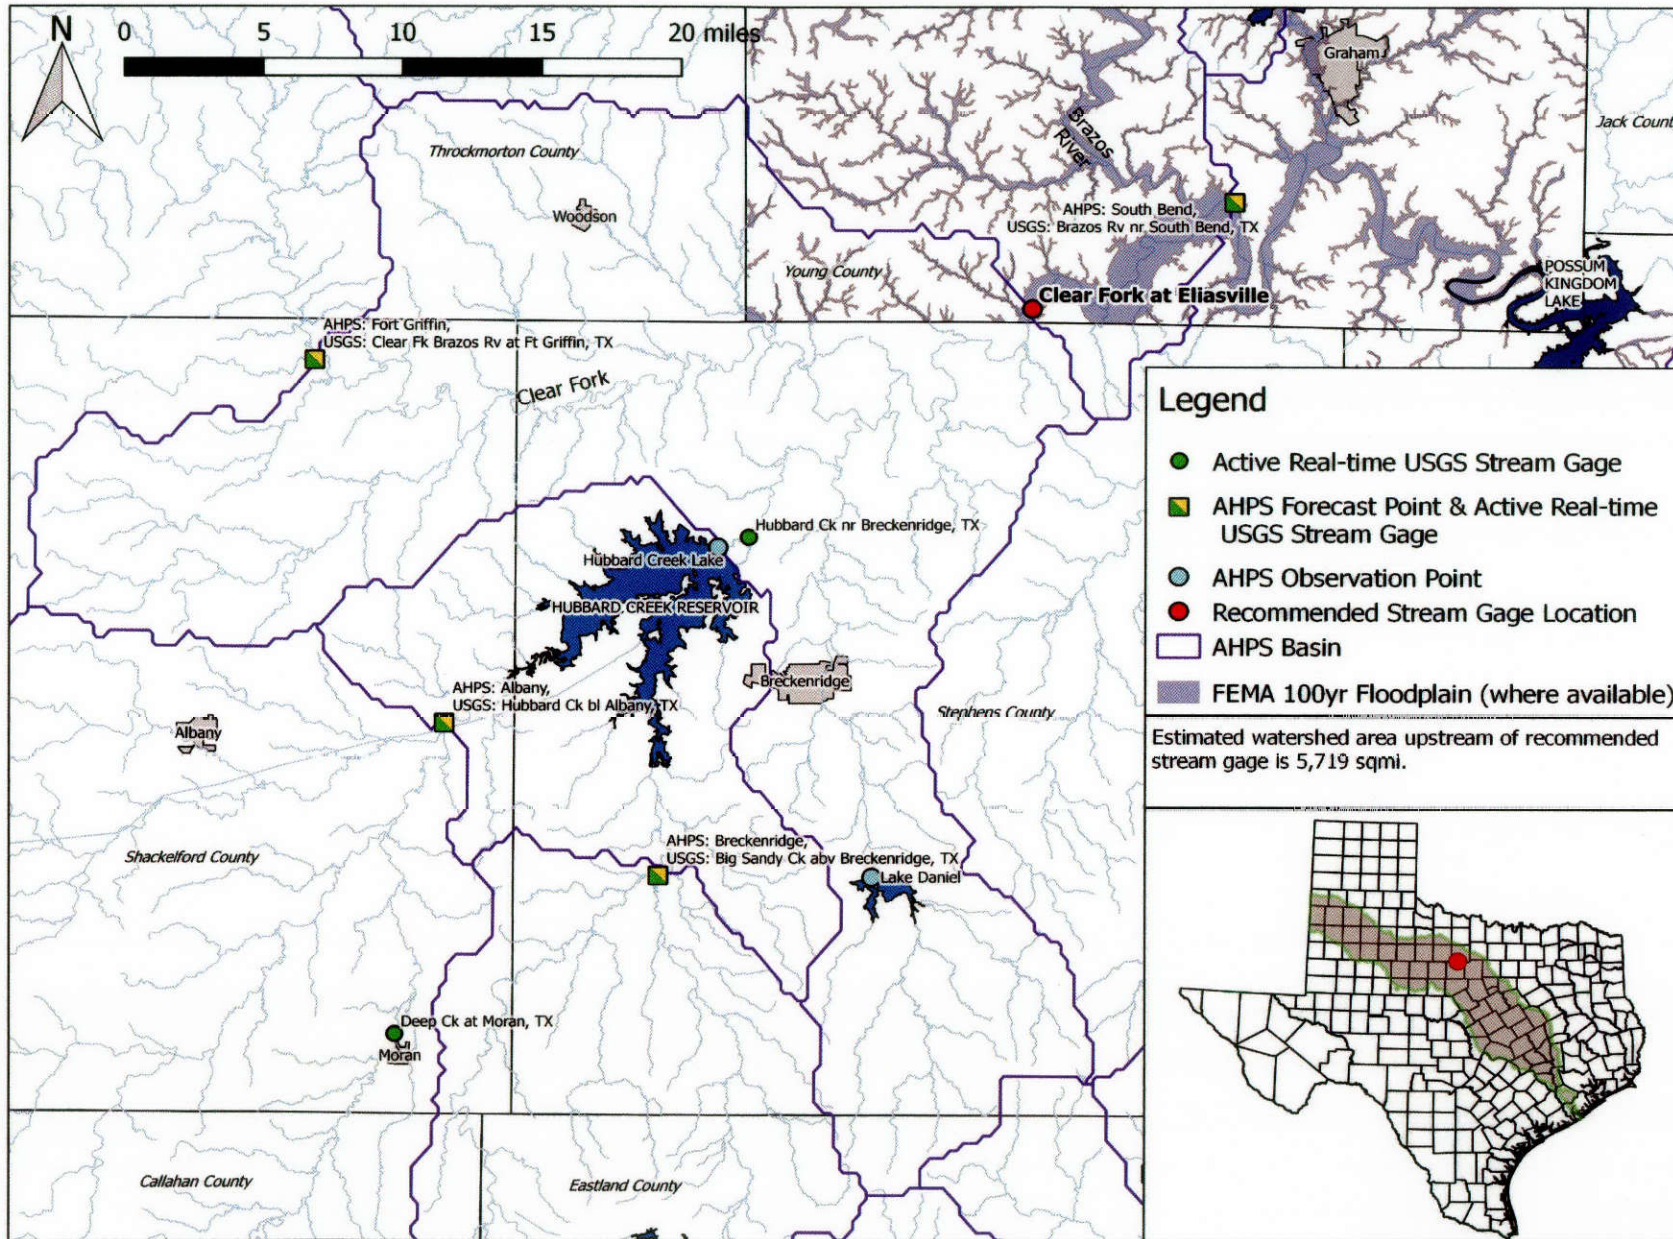 N
0 5 10 15 20 miles
Graham
Jack Count
Brazos
River
Throckmorton County
Woodson
AHPS: South Bend,
USGS: Brazos Rv nr South Bend, TX
Young County
POSSUM
KINGDOM
LAKE
Clear Fork at Eliasville
AHPS: Fort Griffin,
USGS: Clear Fk Brazos Rv at Ft Griffin, TX
Clear Fork
Legend
Active Real-time USGS Stream Gage
AHPS Forecast Point & Active Real-time
USGS Stream Gage
AHPS Observation Point
Recommended Stream Gage Location
AHPS Basin
FEMA 100yr Floodplain (where available)
Estimated watershed area upstream of recommended
stream gage is 5,719 sqmi.
Hubbard Ck nr Breckenridge, TX
Hubbard Creek Lake
HUBBARD CREEK RESERVOIR
Breckenridge
AHPS: Albany,
USGS: Hubbard Ck bl Albany, TX
Albany
Stephens County
Shackelford County
AHPS: Breckenridge,
USGS: Big Sandy Ck abv Breckenridge, TX
Lake Daniel
Deep Ck at Moran, TX
Moran
Callahan County
Eastland County